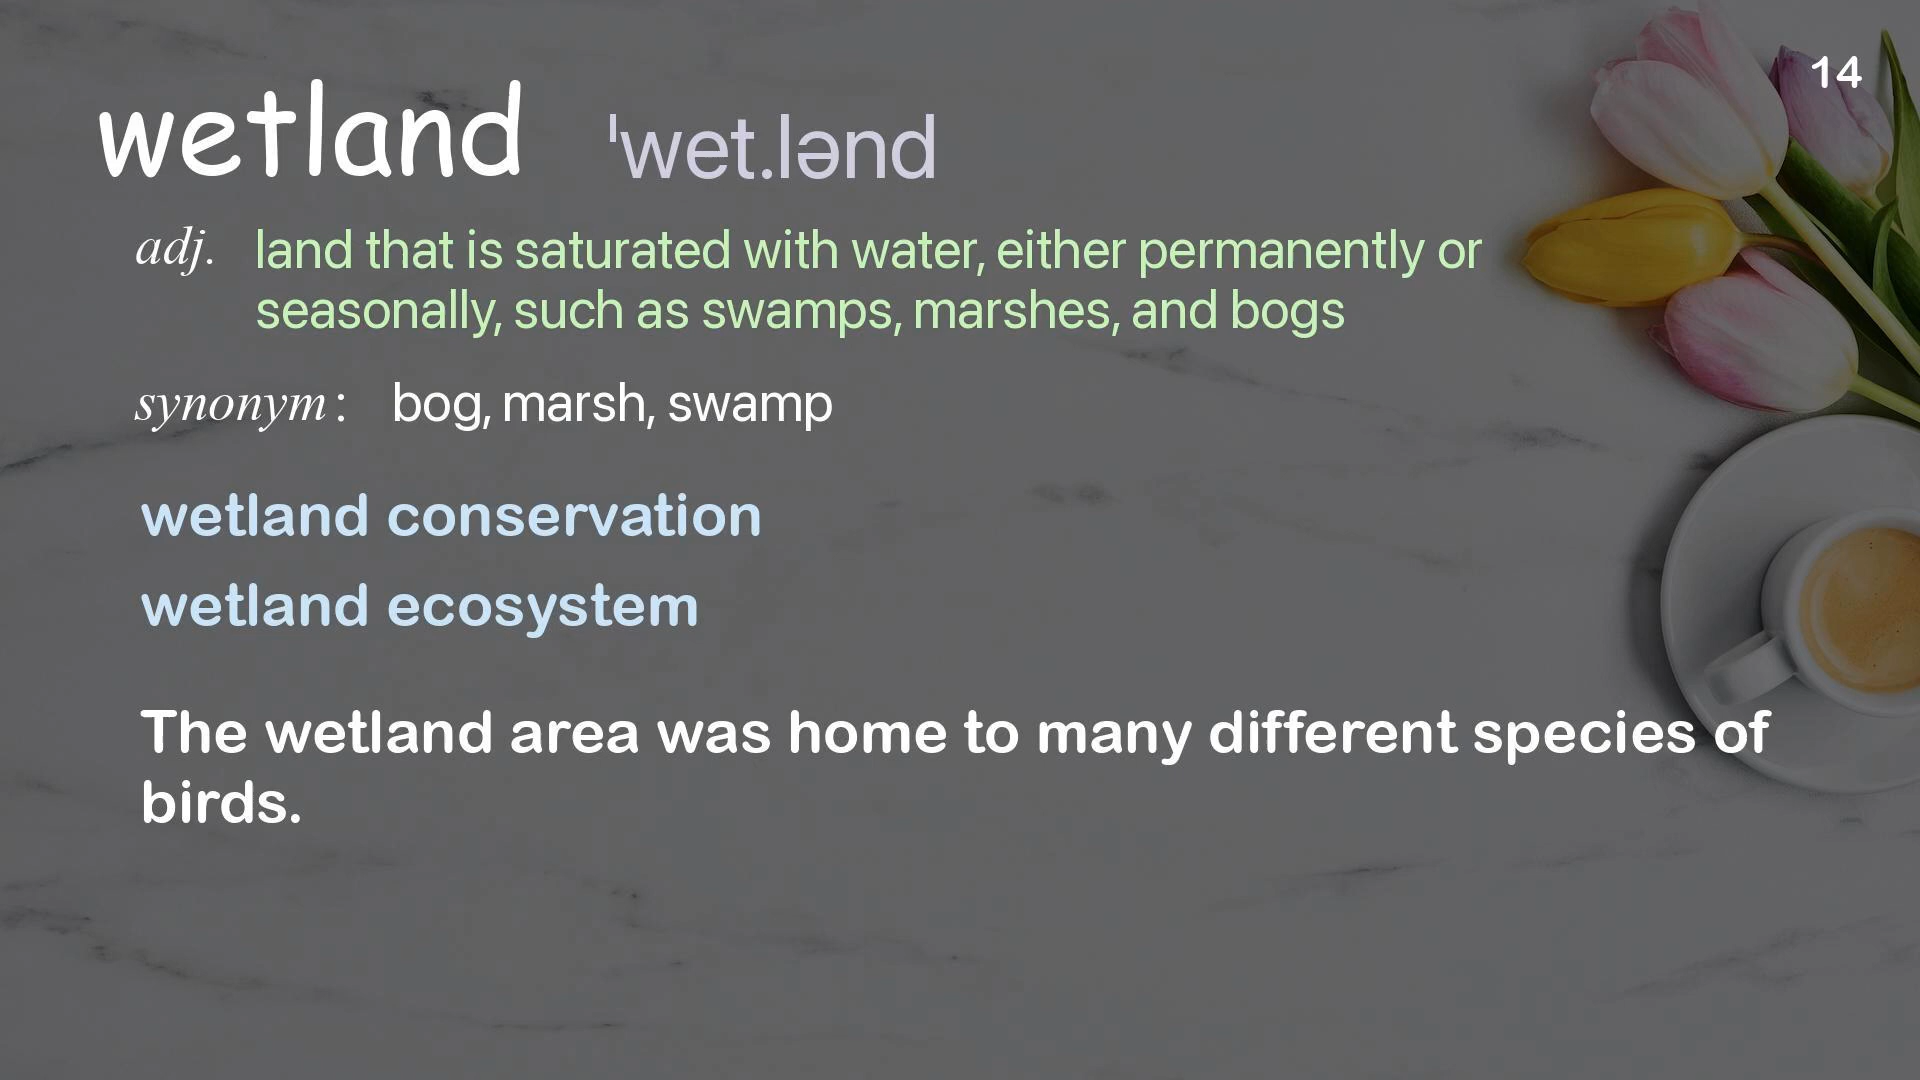 14
wetland ˈwet.lənd
adj. land that is saturated with water, either permanently or
seasonally, such as swamps, marshes, and bogs
synonym: bog, marsh, swamp
wetland conservation
wetland ecosystem
The wetland area was home to many different species of
birds.